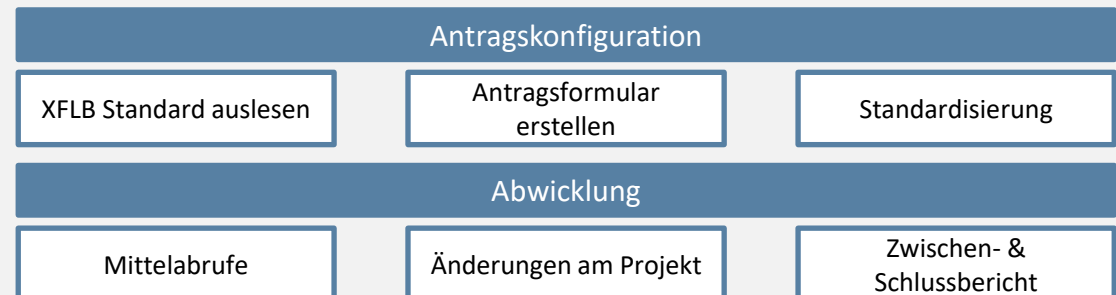 Antragskonfiguration
XFLB Standard auslesen
Antragsformular
erstellen
Standardisierung
Abwicklung
Mittelabrufe
Änderungen am Projekt
Zwischen- &
Schlussbericht